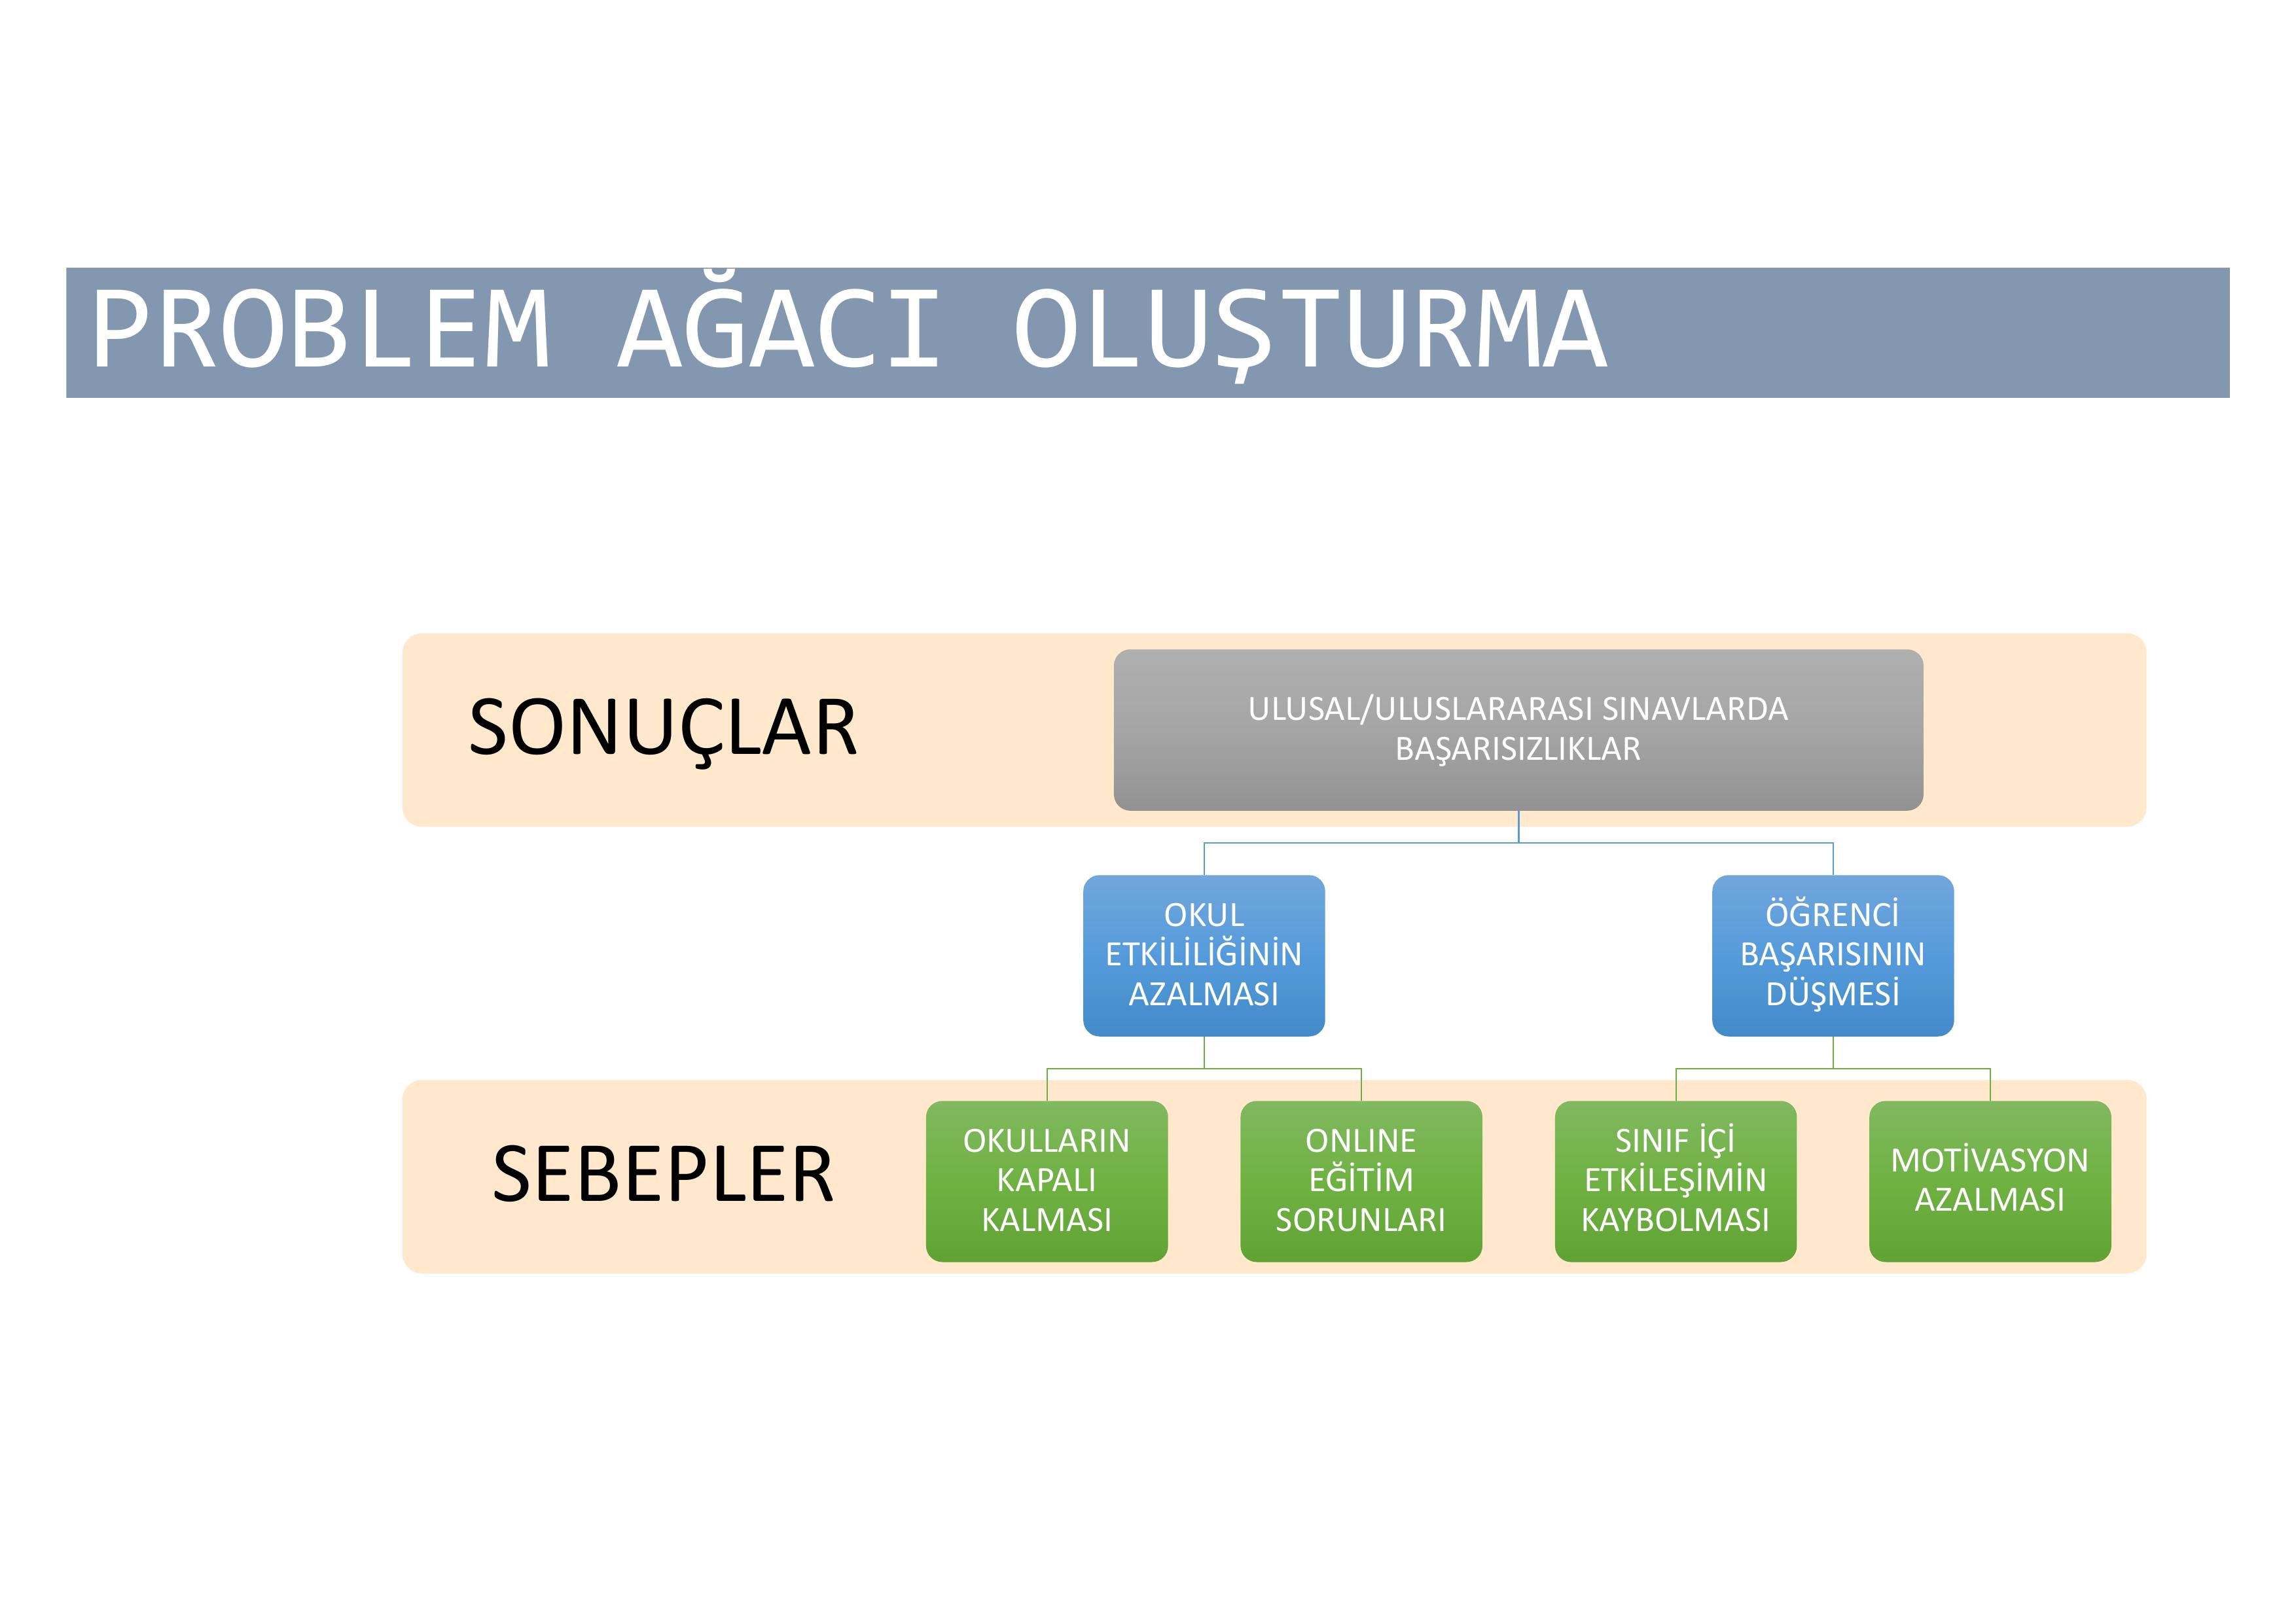 PROBLEM AĞACI OLUŞTURMA
SONUÇLAR
ULUSAL/ULUSLARARASI SINAVLARDA
BAŞARISIZLIKLAR
OKUL
ETKİLİLİĞİNİN
AZALMASI
ÖĞRENCİ
BAŞARISININ
DÜŞMESİ
SEBEPLER
OKULLARIN
KAPALI
KALMASI
ONLINE
EĞİTİM
SORUNLARI
SINIF İÇİ
ETKİLEŞİMİN
KAYBOLMASI
MOTİVASYON
AZALMASI